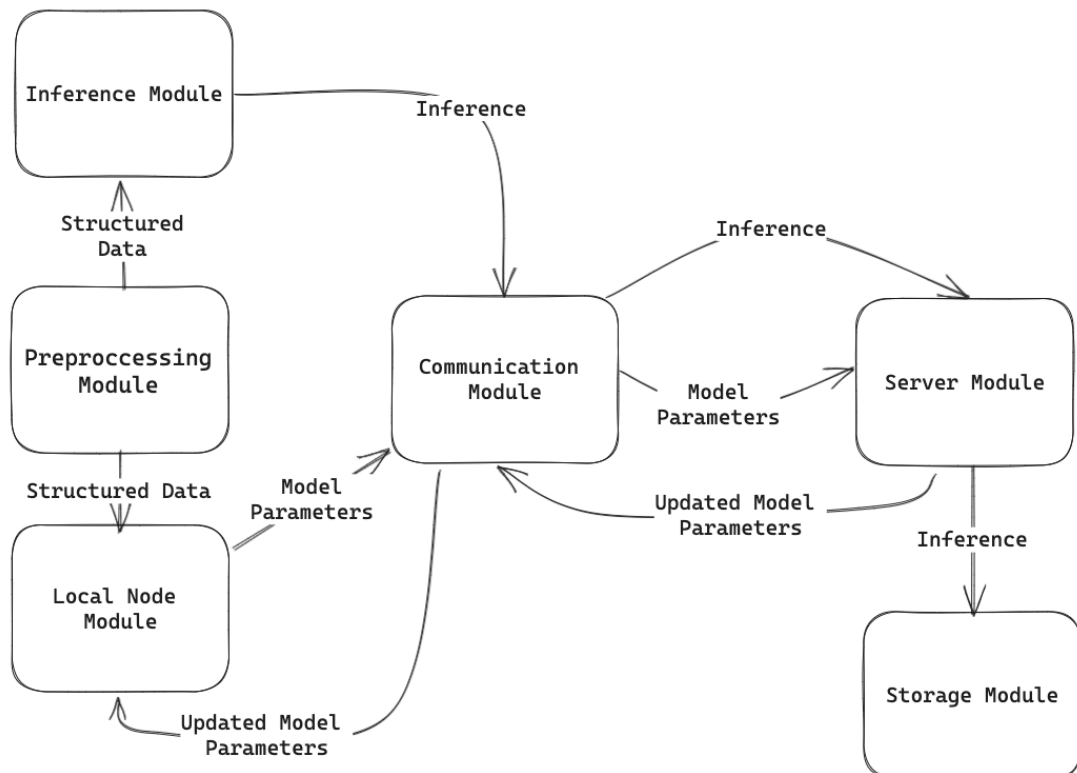 Inference Module
Inference
Structured
Data
Inference
Preproccessing
Module
Communication
Module
Server Module
Model
Parameters
Structured Data
Model
Parameters
Updated Model
Parameters
Inference
Local Node
Module
Storage Module
Updated Model
Parameters